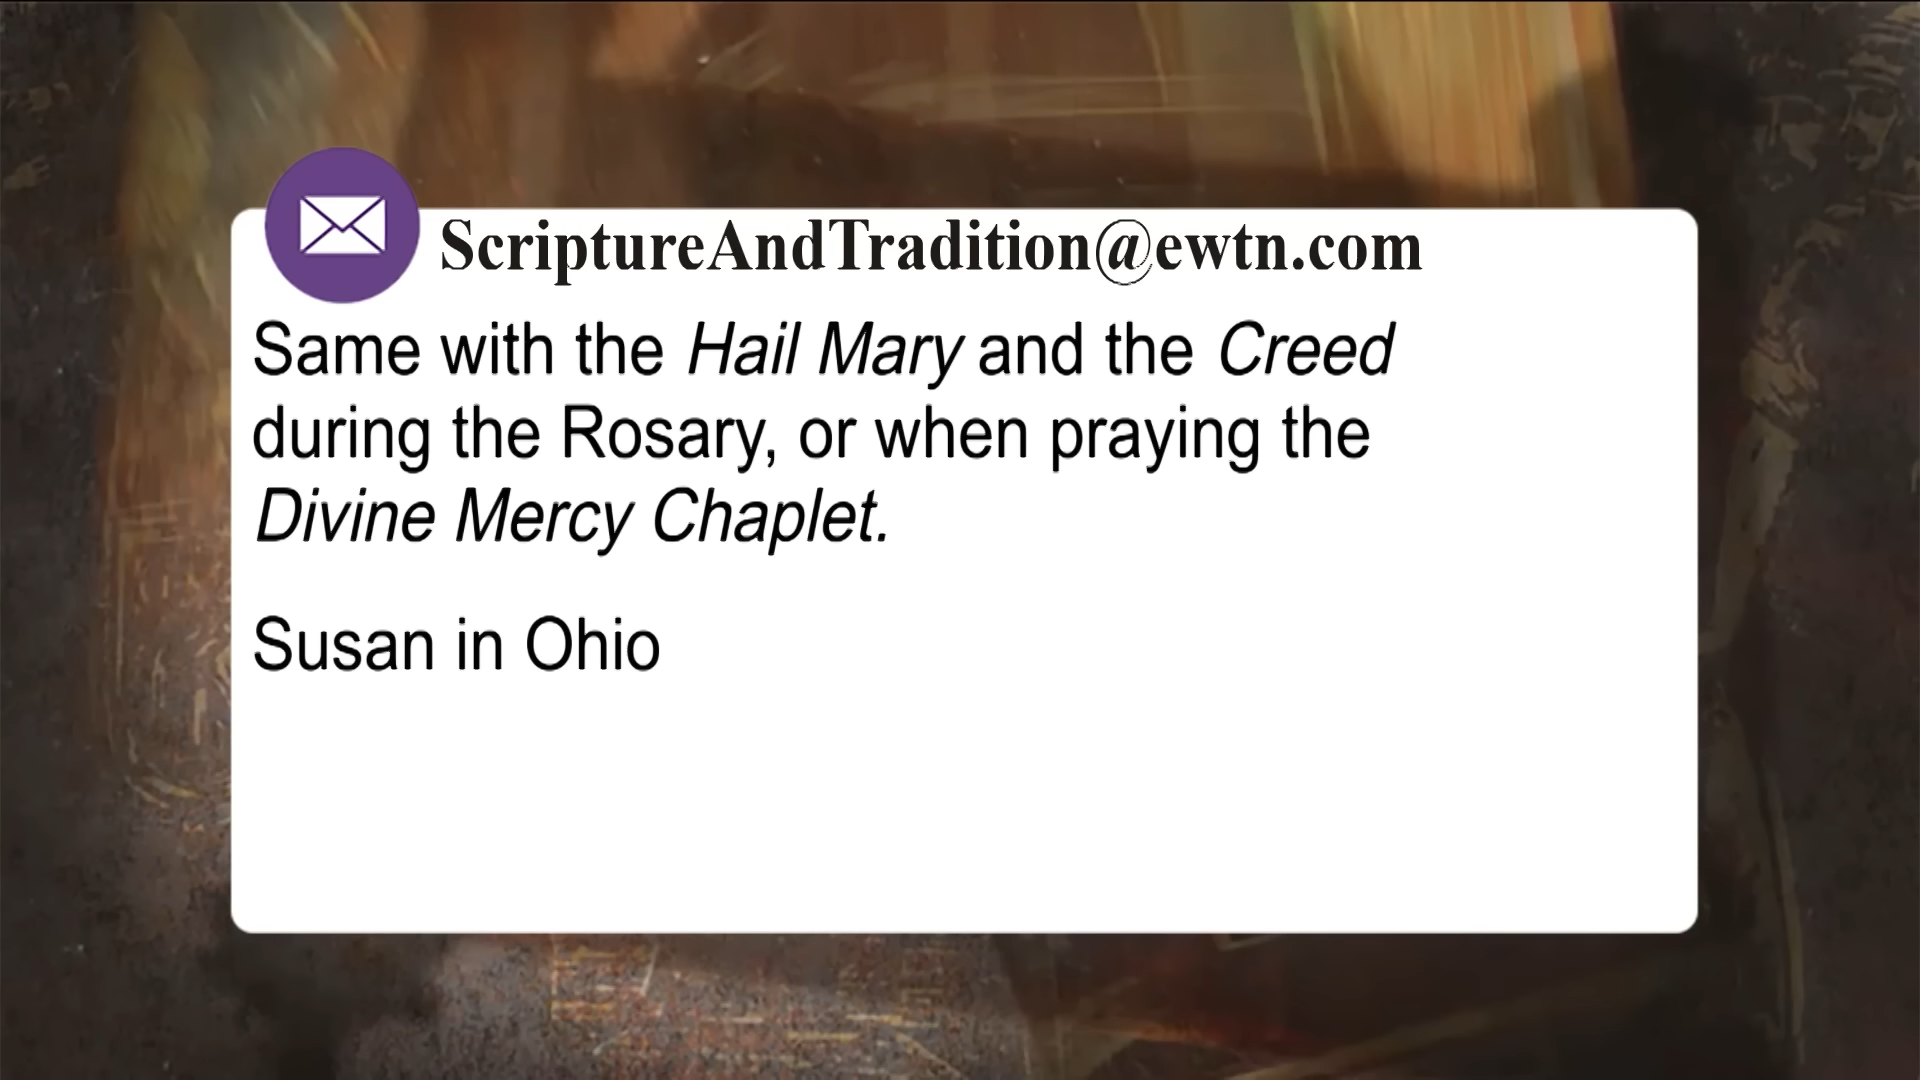 ScriptureAndTradition@ewtn.com
Same with the Hail Mary and the Creed
during the Rosary, or when praying the
Divine Mercy Chaplet.
Susan in Ohio